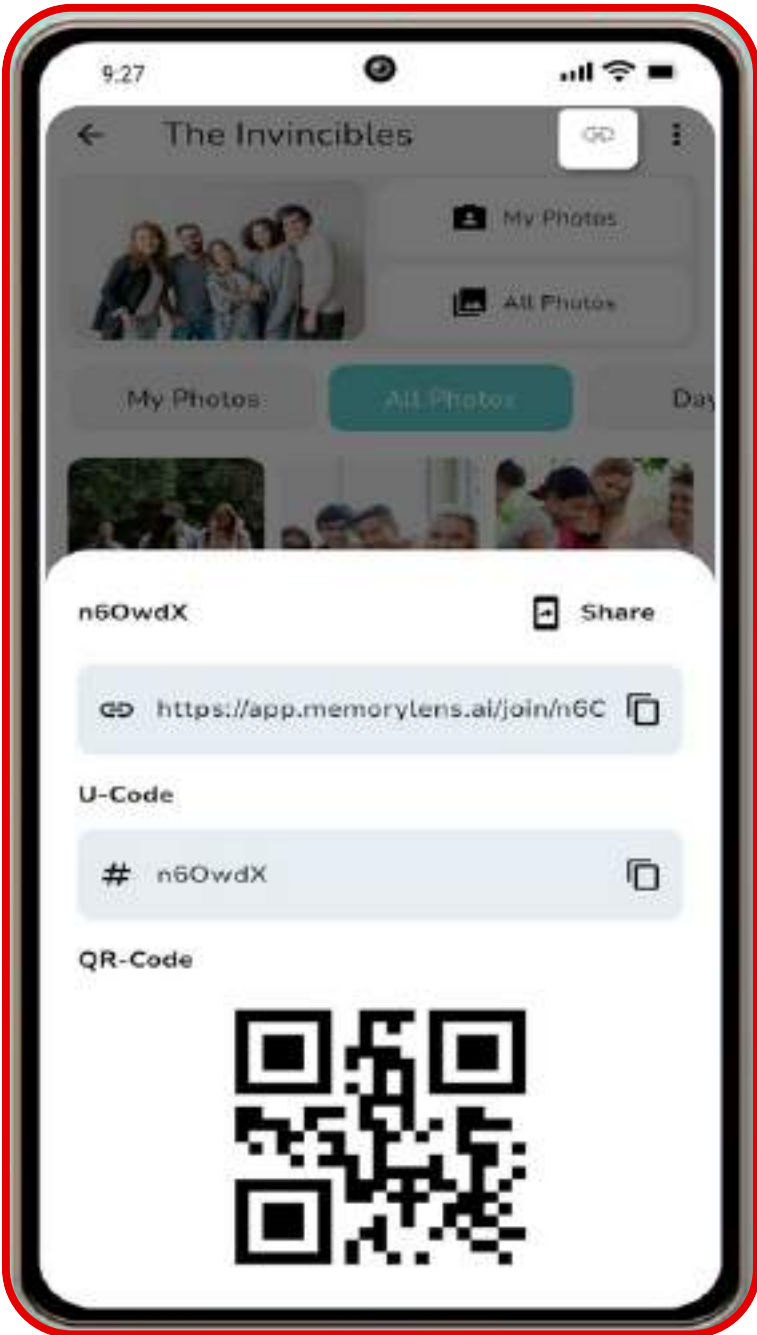 9:27
The Invincibles
My Photos
All Photos
My Photos
All Photos
Day
n6OwdX
Share
https://app.memorylens.ai/join/n6C
U-Code
# n6OwdX
QR-Code